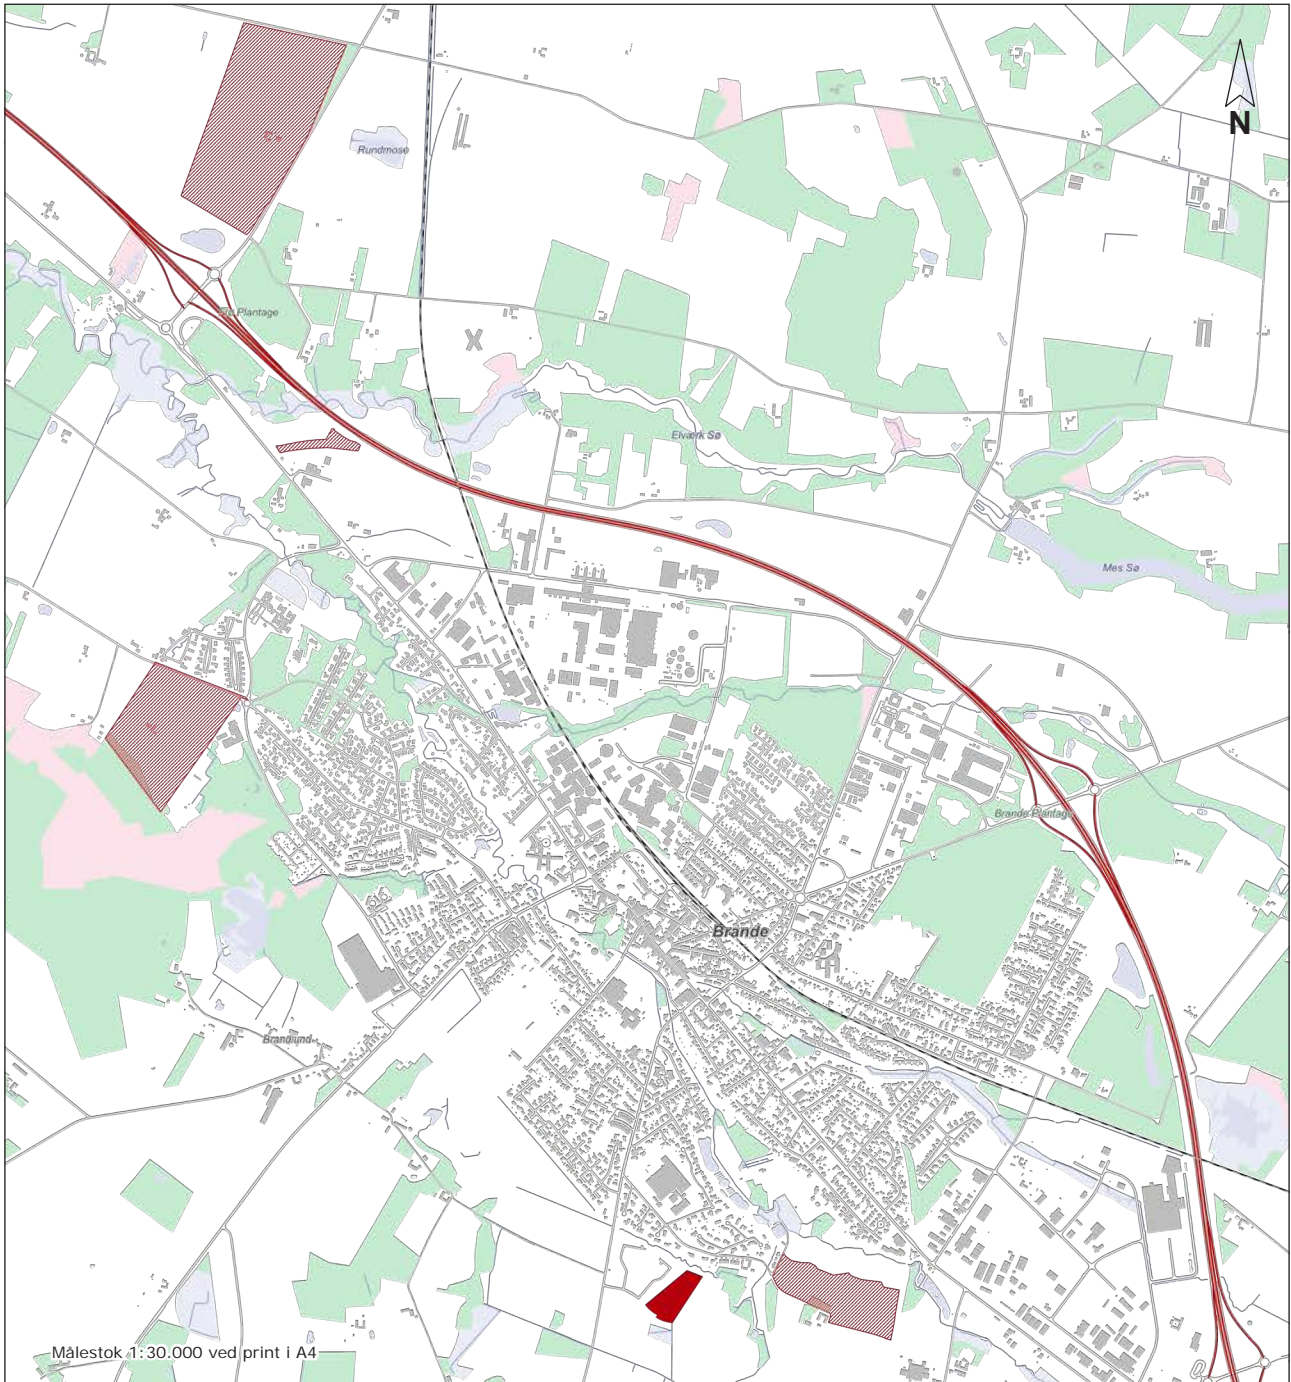 N
Rundmose
Plantage
Elværk Sø
Mes Sø
Brande Plantage
Brande
Brandlund
Målestok 1:30.000 ved print i A4